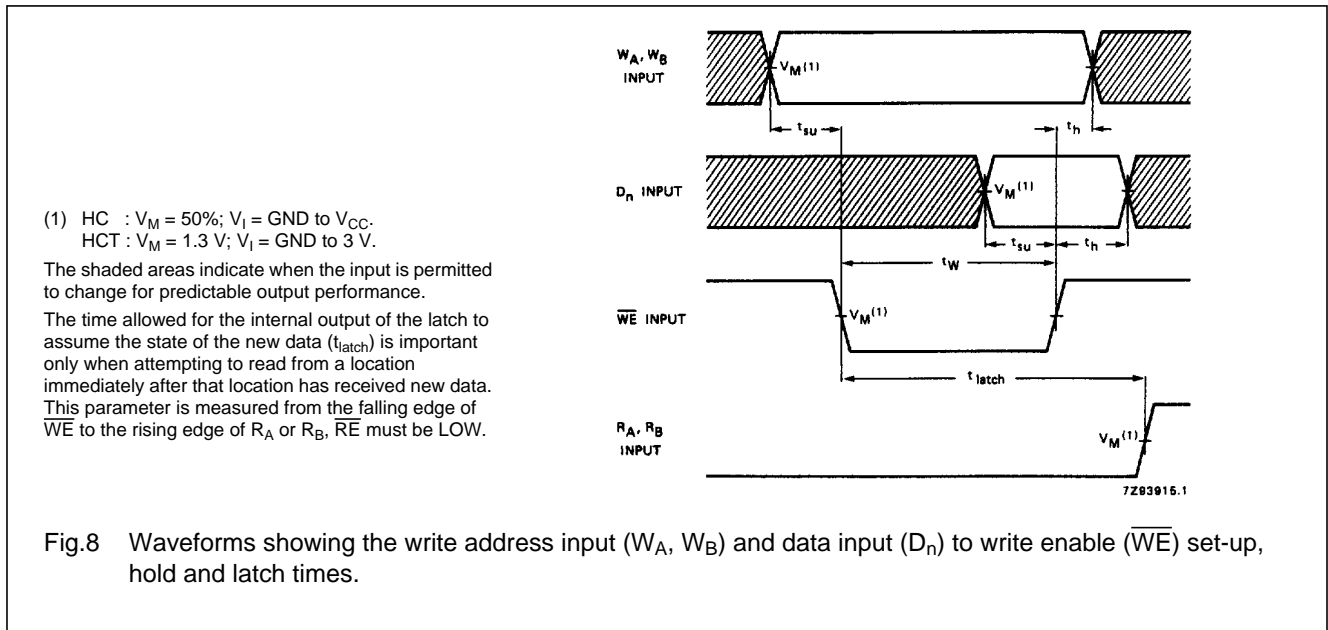 (1) HC : VM = 50%; VI = GND to VCC.
HCT : VM = 1.3 V; VI = GND to 3 V.
The shaded areas indicate when the input is permitted
to change for predictable output performance.
The time allowed for the internal output of the latch to
assume the state of the new data (tlatch) is important
only when attempting to read from a location
immediately after that location has received new data.
This parameter is measured from the falling edge of
WE to the rising edge of RA or RB, RE must be LOW.
WA, WB
INPUT
VM(1)
tsu
th
Dn INPUT
VM(1)
tsu
th
tW
WE INPUT
VM(1)
tlatch
RA, RB
INPUT
VM(1)
7Z93915.1
Fig.8 Waveforms showing the write address input (WA, WB) and data input (Dn) to write enable (WE) set-up,
hold and latch times.